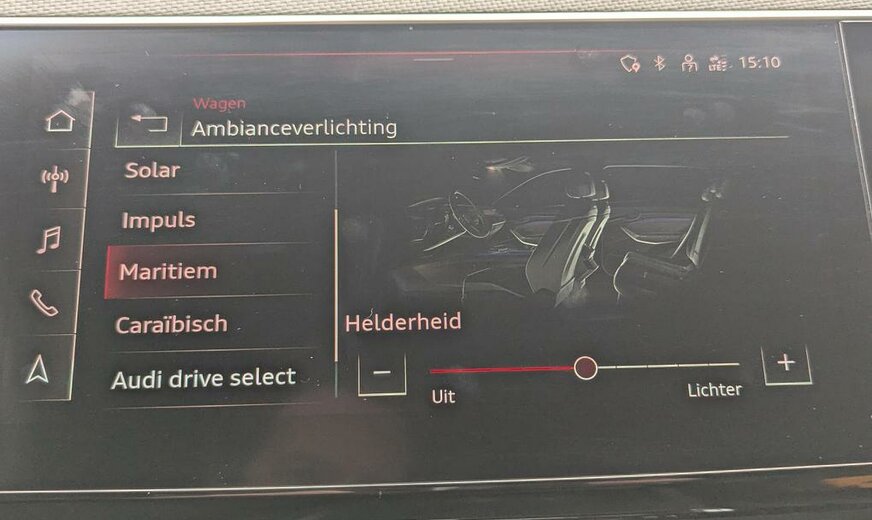 15:10
Wagen
Ambianceverlichting
Solar
Impuls
Maritiem
Caraïbisch
Audi drive select
Helderheid
−
+
Uit
Lichter